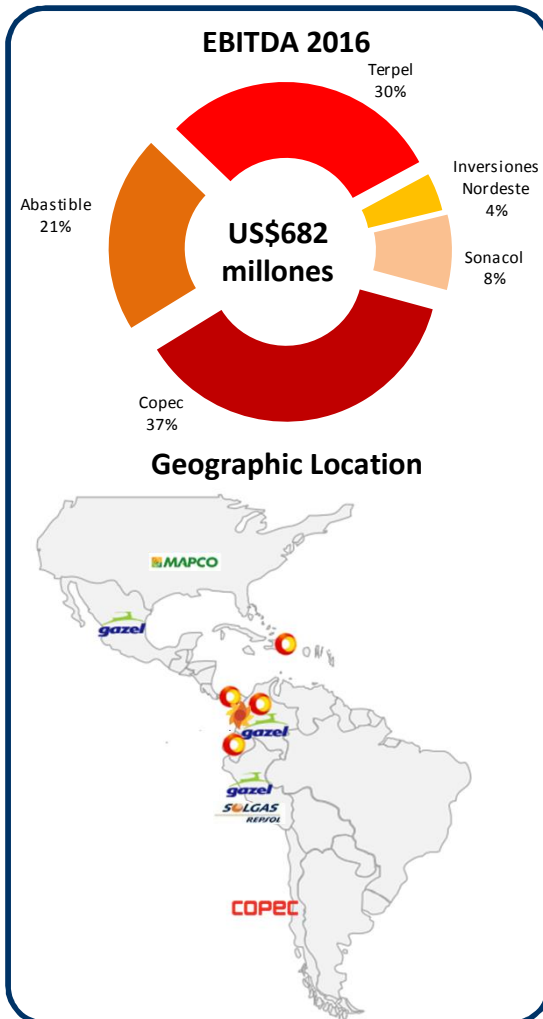 EBITDA 2016
Terpel
30%
Inversiones
Nordeste
4%
Abastible
21%
US$682
millones
Sonacol
8%
Copec
37%
Geographic Location
MAPCO
gazel
gazel
gazel
SOLGAS
REPSOL
COPEC